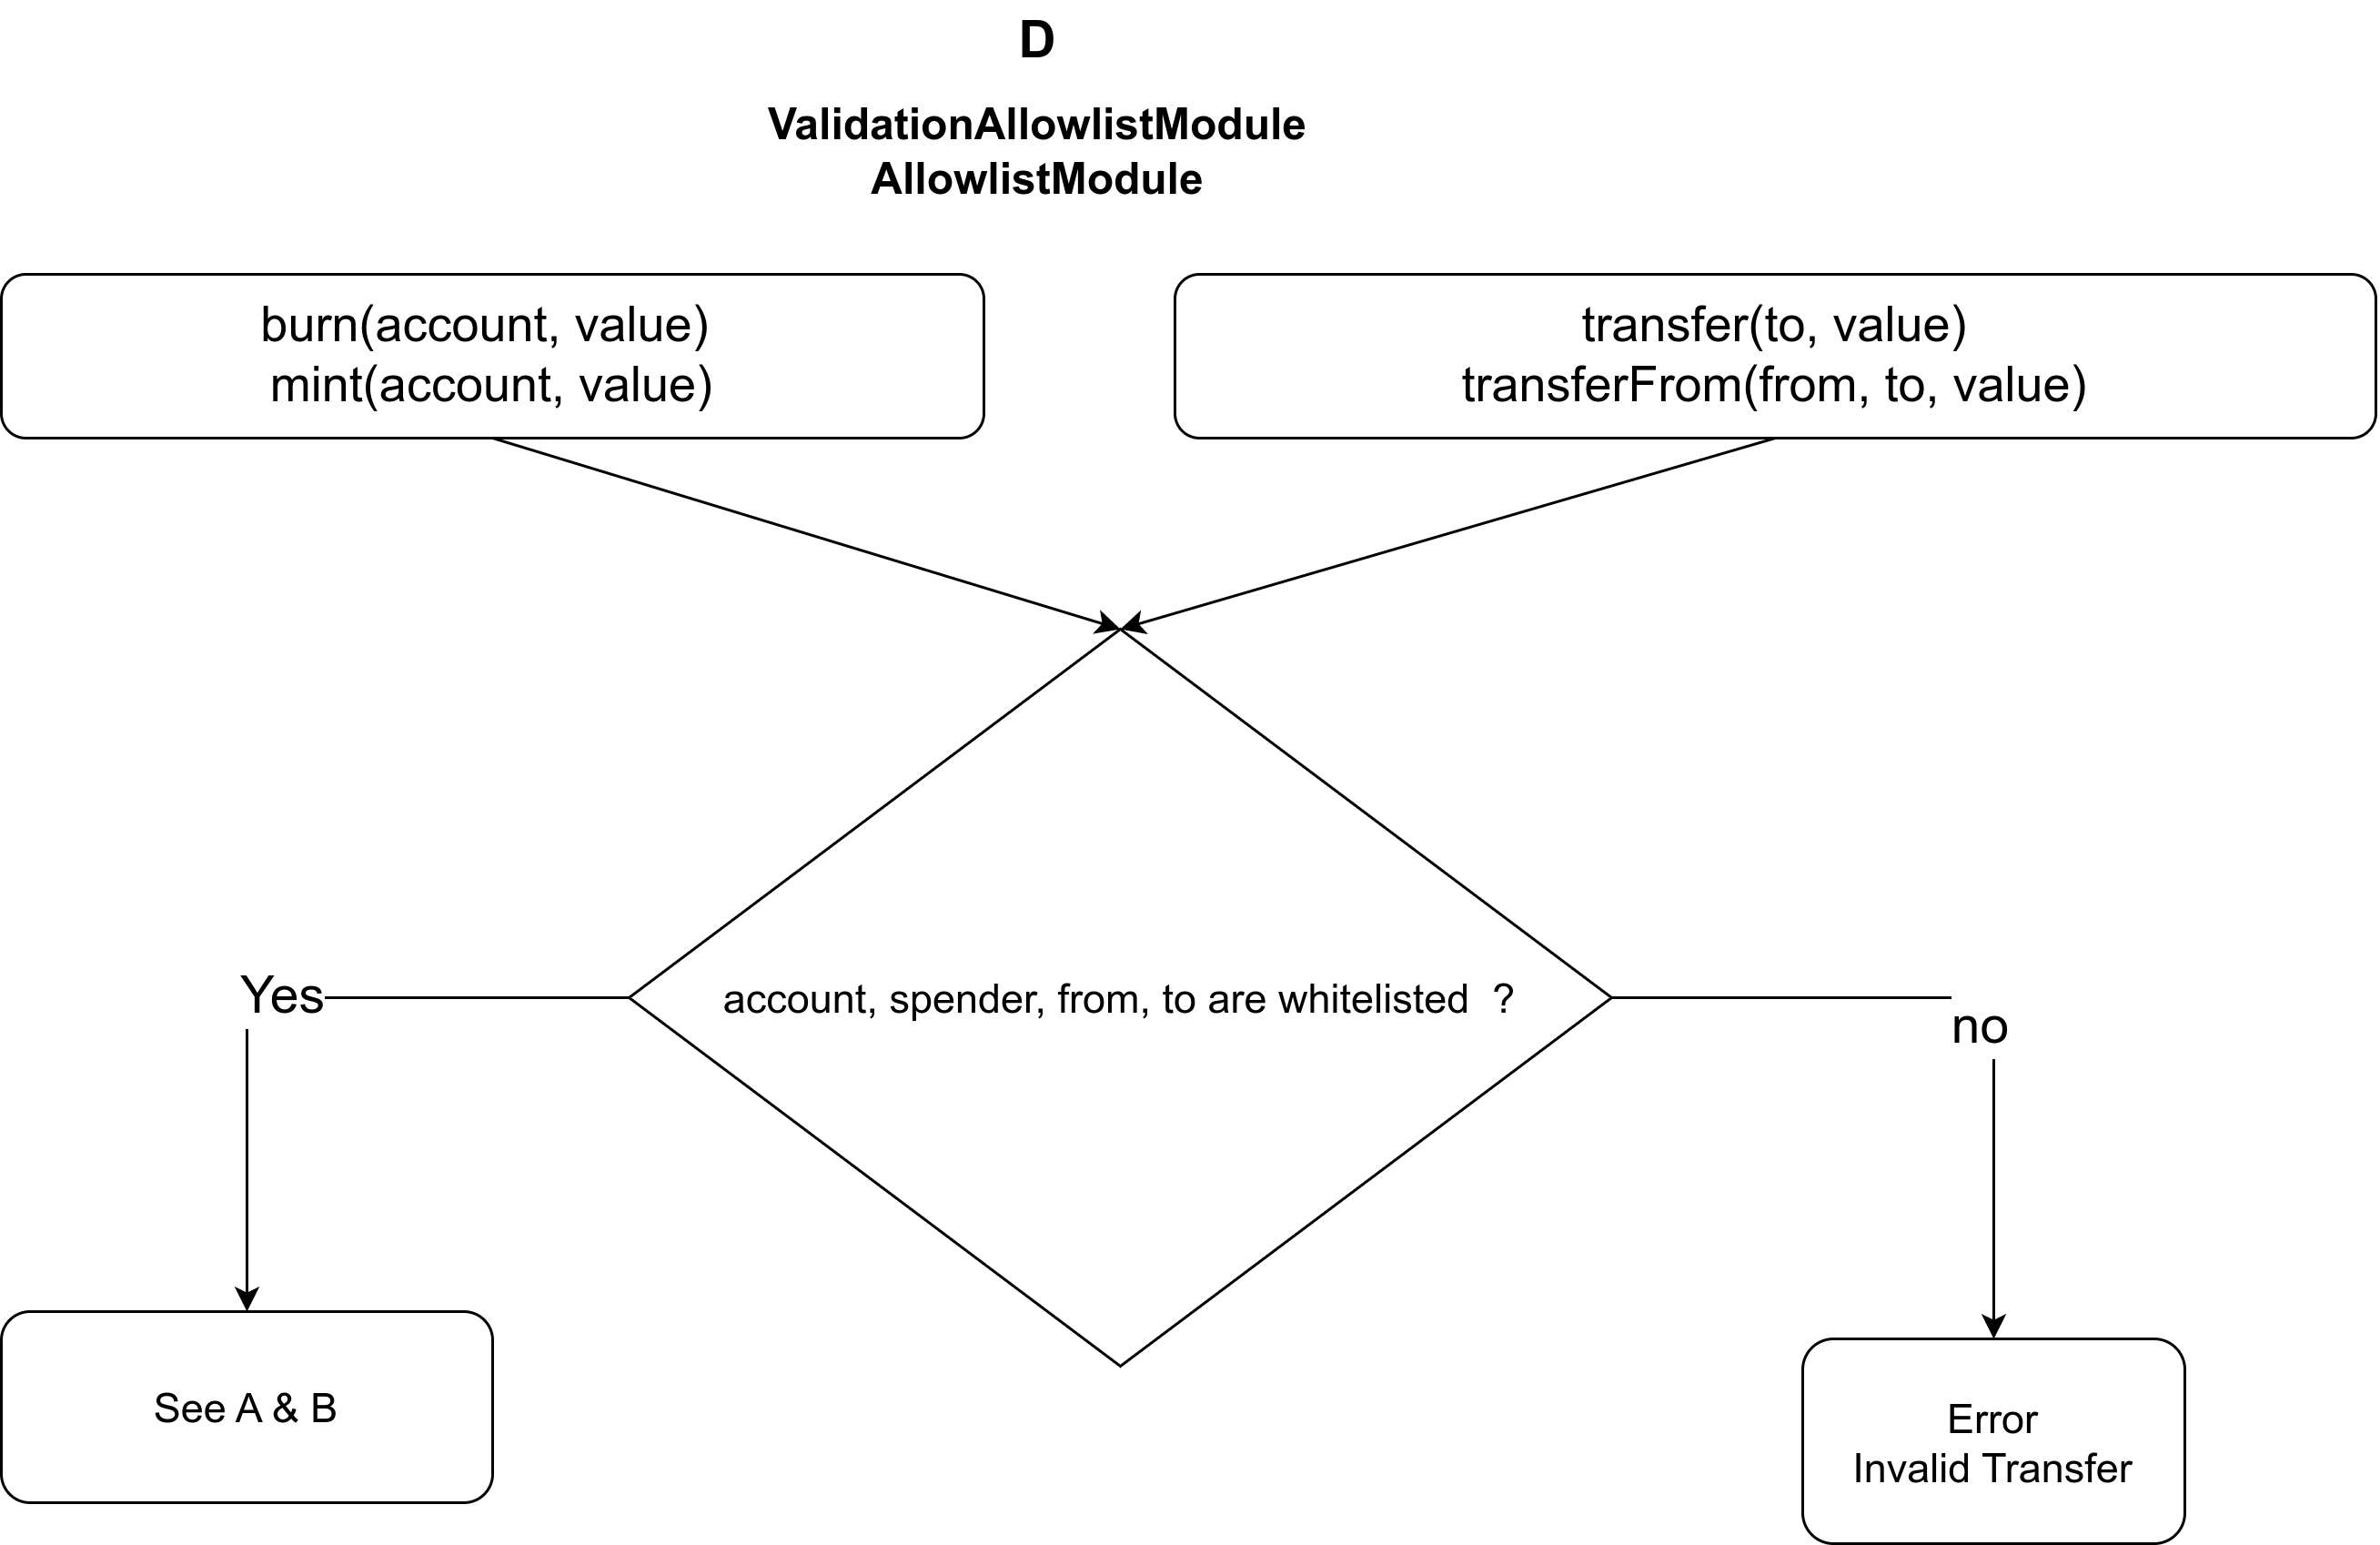 D
ValidationAllowlistModule
AllowlistModule
burn(account, value)
mint(account, value)
transfer(to, value)
transferFrom(from, to, value)
account, spender, from, to are whitelisted ?
Yes
no
See A & B
Error
Invalid Transfer